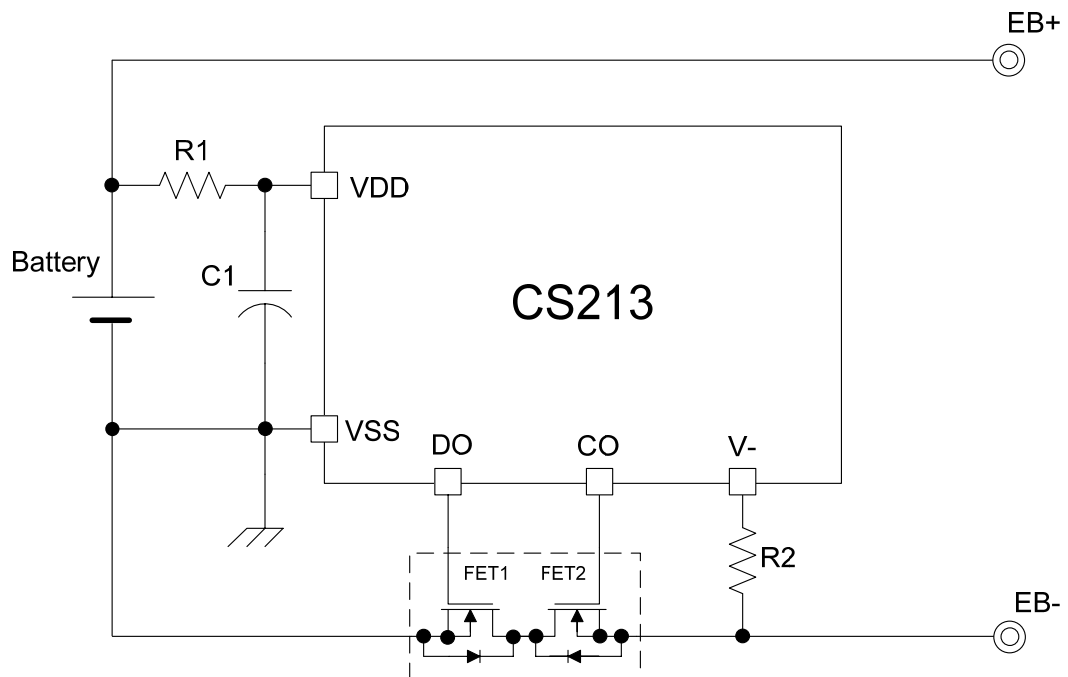 EB+
R1
VDD
Battery
C1
CS213
VSS
DO
CO
V-
FET1
FET2
R2
EB-